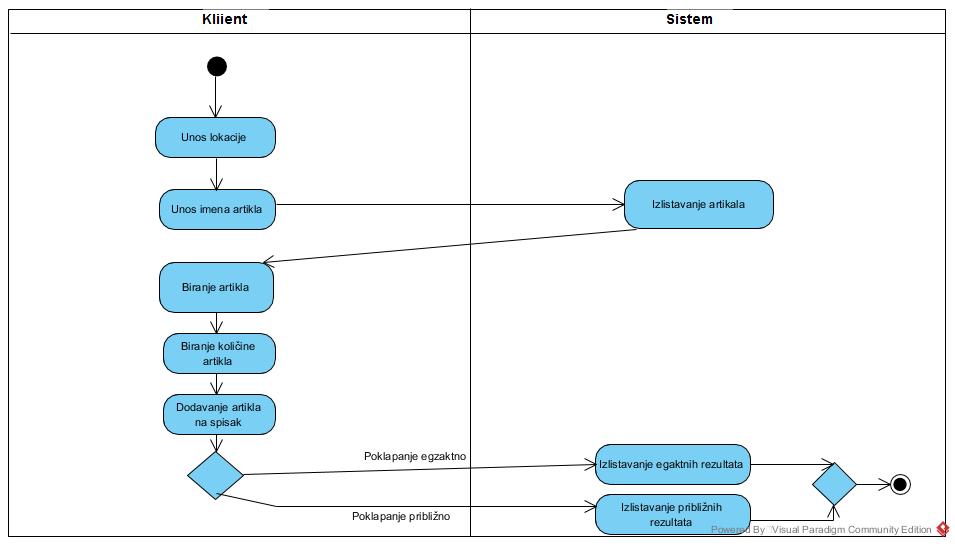 Klijent
Sistem
Unos lokacije
Unos imena artikla
Izlistavanje artikala
Biranje artikla
Biranje količine
artikla
Dodavanje artikla
na spisak
Poklapanje egzaktno
Izlistavanje egaktnih rezultata
Poklapanje približno
Izlistavanje približnih
rezultata
Powered By Visual Paradigm Community Edition